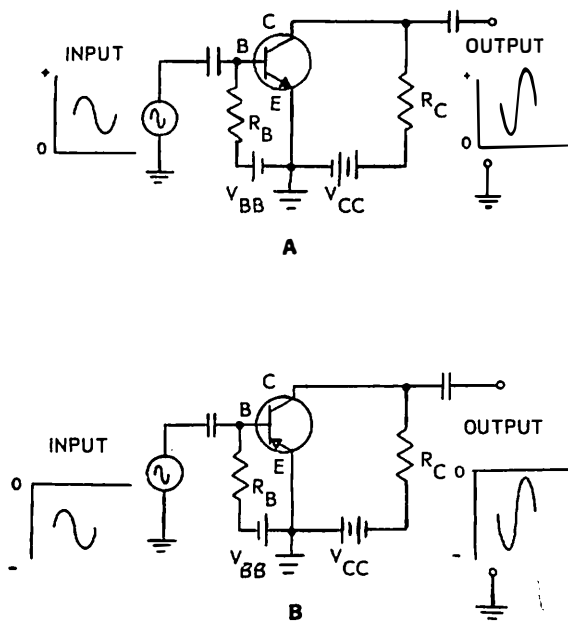 C
INPUT
B
OUTPUT
+
E
R_C
+
R_B
0
0
V_BB
V_CC
A
C
B
OUTPUT
INPUT
E
0
R_B
R_C
0
-
V_BB
V_CC
-
B